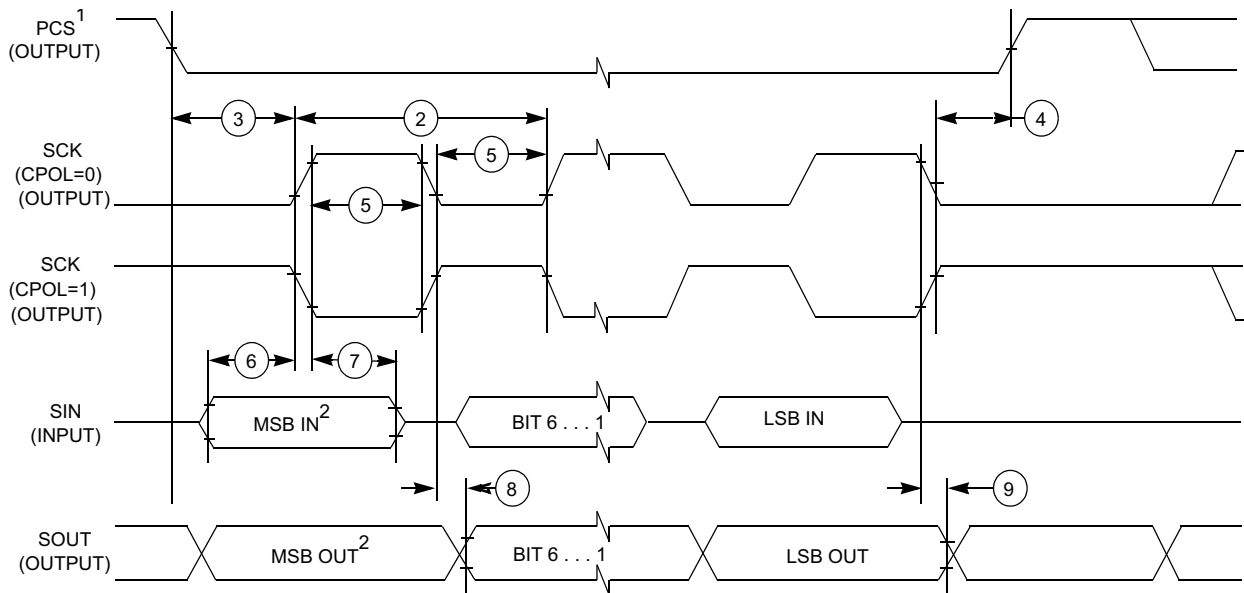 PCS1
(OUTPUT)
3
2
4
SCK
(CPOL=0)
(OUTPUT)
5
5
SCK
(CPOL=1)
(OUTPUT)
6
7
SIN
(INPUT)
MSB IN2
BIT 6 . . . 1
LSB IN
8
9
SOUT
(OUTPUT)
MSB OUT2
BIT 6 . . . 1
LSB OUT